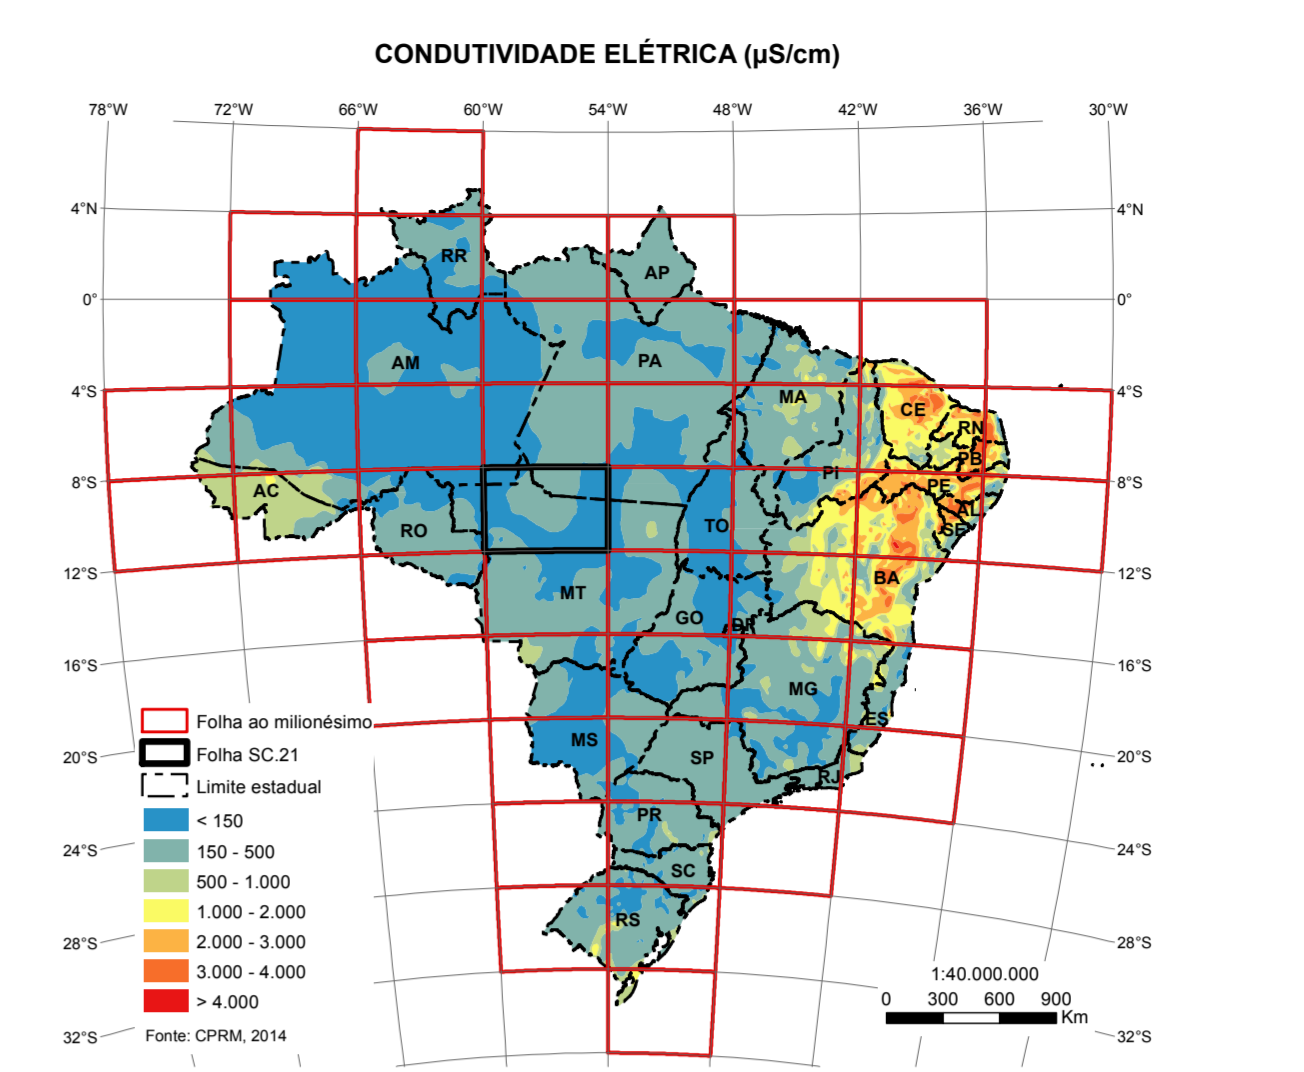 CONDUTIVIDADE ELÉTRICA (µS/cm)
78°W 72°W 66°W 60°W 54°W 48°W 42°W 36°W 30°W
4°N 4°N
RR
AP
0° 0°
AM PA
4°S 4°S
MA
CE
RN
PB
PI
8°S 8°S
AC PE
AL
RO TO SE
12°S 12°S
MT BA
GO DF
16°S 16°S
MG
ES
Folha ao milionésimo
MS
Folha SC.21
20°S 20°S
SP
RJ
Limite estadual
PR
< 150
150 - 500
24°S 24°S
SC
500 - 1.000
1.000 - 2.000
RS
2.000 - 3.000
28°S 28°S
3.000 - 4.000
1:40.000.000
> 4.000
0 300 600 900
Km
Fonte: CPRM, 2014
32°S 32°S